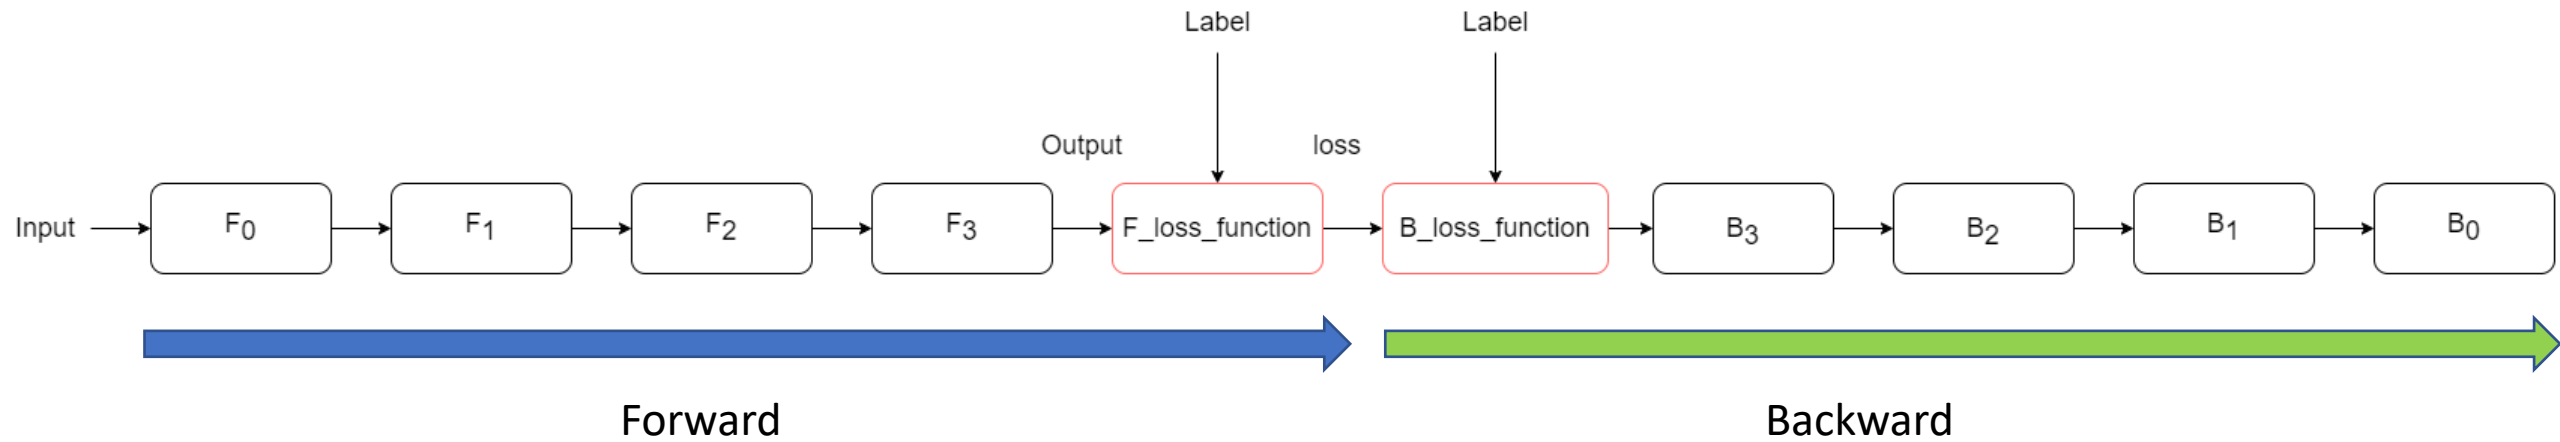 Label
Label
Output
loss
Input
F0
F1
F2
F3
F_loss_function
B_loss_function
B3
B2
B1
B0
Forward
Backward